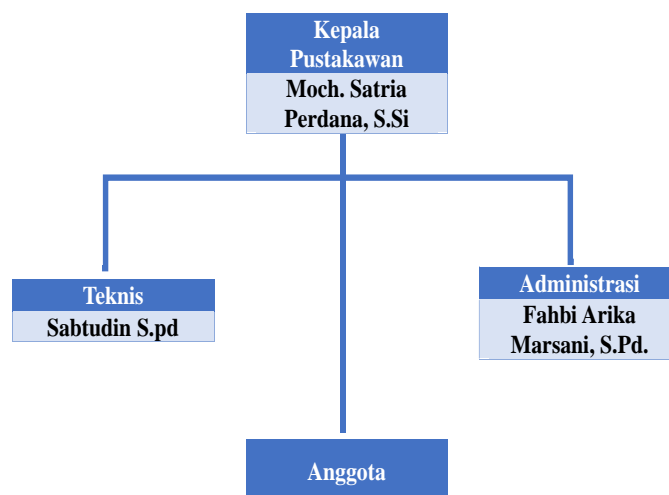 Kepala
Pustakawan
Moch. Satria
Perdana, S.Si
Teknis
Sabtudin S.pd
Administrasi
Fahbi Arika
Marsani, S.Pd.
Anggota